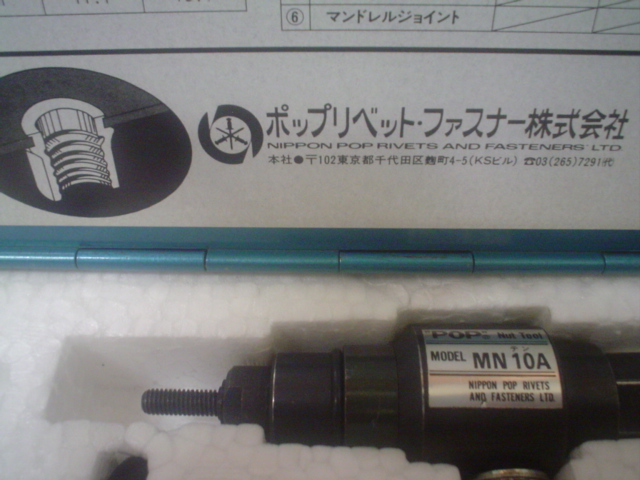 ⑥ マンドレルジョイント
ポップリベット・ファスナー株式会社
NIPPON POP RIVETS AND FASTENERS LTD.
本社●〒102東京都千代田区麹町4-5(KSビル) ☎03(265)7291代
POP® Nut Tool
テン
MODEL MN10A
NIPPON POP RIVETS
AND FASTENERS LTD.